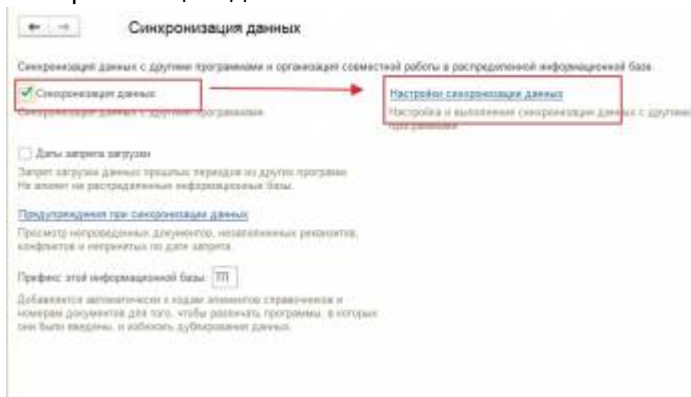 Синхронизация данных
Синхронизация данных с другими программами и организация совместной работы в распределенной информационной базе.
Синхронизация данных
Настройки синхронизации данных
Синхронизация данных с другими программами.
Настройка и выполнение синхронизации данных с другими
программами
Даты запрета загрузки
Запрет загрузки данных прошлых периодов из других программ.
Не влияет на распределенные информационные базы.
Предупреждения при синхронизации данных
Просмотр непроведенных документов, незаполненных реквизитов,
конфликтов и непринятых по дате запрета.
Префикс этой информационной базы:
Добавляется автоматически к кодам элементов справочников и
номерам документов для того, чтобы различать программы, в которых
они были введены, и избежать дублирования данных.